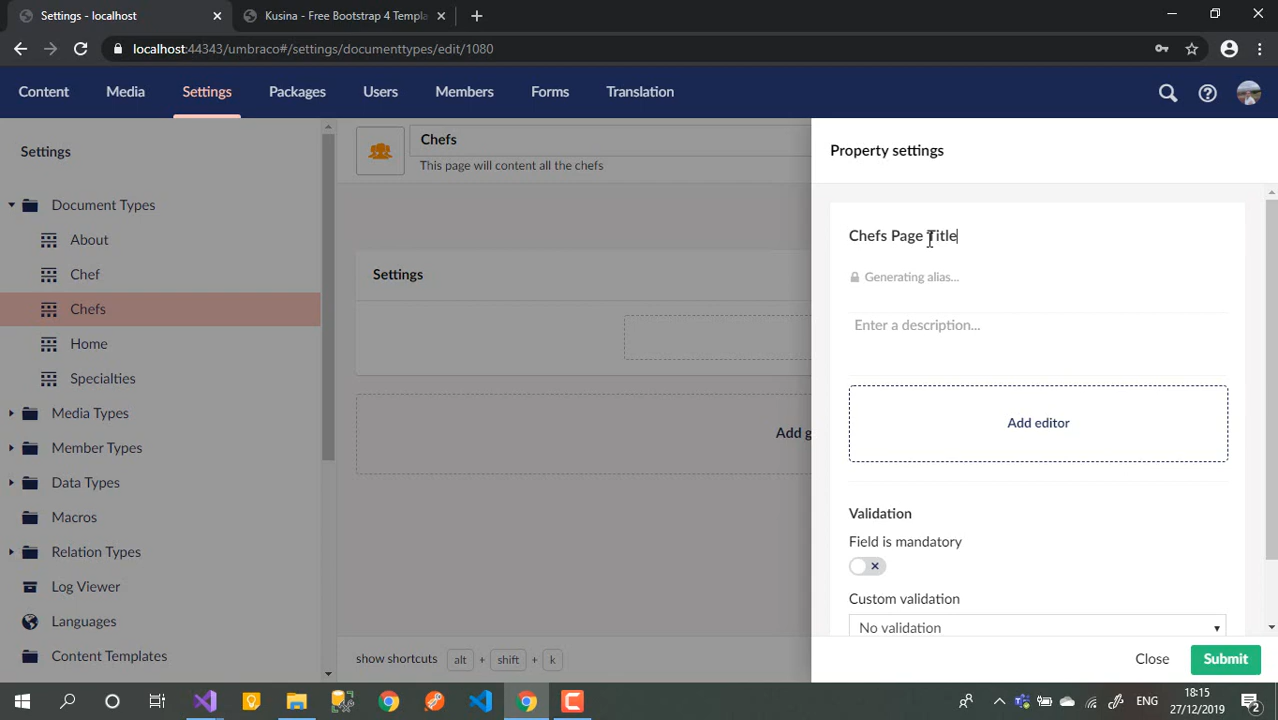 Settings - localhost
Kusina - Free Bootstrap 4 Templa
localhost:44343/umbraco#/settings/documenttypes/edit/1080
Content
Media
Settings
Packages
Users
Members
Forms
Translation
Settings
Document Types
About
Chef
Chefs
Home
Specialties
Media Types
Member Types
Data Types
Macros
Relation Types
Log Viewer
Languages
Content Templates
Chefs
This page will content all the chefs
Settings
Add g
show shortcuts alt + shift + k
Property settings
Chefs Page Title
Generating alias...
Enter a description...
Add editor
Validation
Field is mandatory
Custom validation
No validation
Close
Submit
ENG
18:15
27/12/2019
2